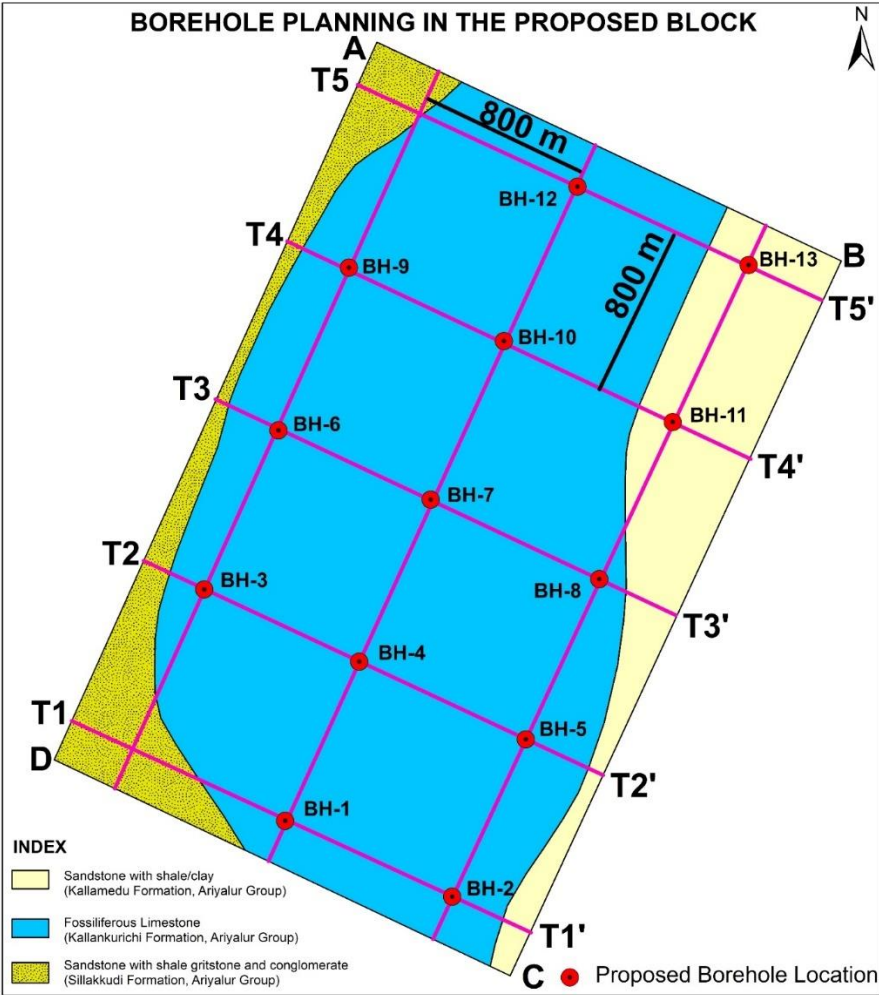 BOREHOLE PLANNING IN THE PROPOSED BLOCK
N
A
T5
800 m
BH-12
T4
BH-9
800 m
BH-13
B
T5'
BH-10
T3
BH-6
BH-11
T4'
BH-7
T2
BH-3
BH-8
T3'
BH-4
T1
D
BH-5
T2'
BH-1
BH-2
T1'
C
INDEX
Sandstone with shale/clay
(Kallamedu Formation, Ariyalur Group)
Fossiliferous Limestone
(Kallankurichi Formation, Ariyalur Group)
Sandstone with shale gritstone and conglomerate
(Sillakkudi Formation, Ariyalur Group)
Proposed Borehole Location